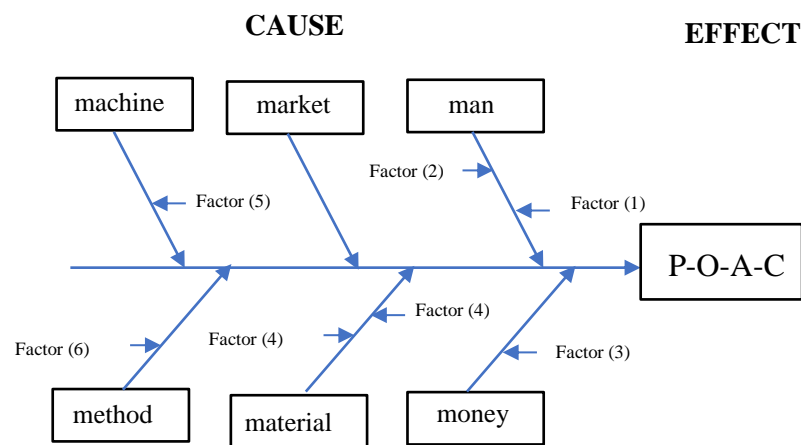 CAUSE
EFFECT
machine
market
man
Factor (2)
Factor (5)
Factor (1)
P-O-A-C
Factor (4)
Factor (4)
Factor (6)
Factor (3)
method
material
money